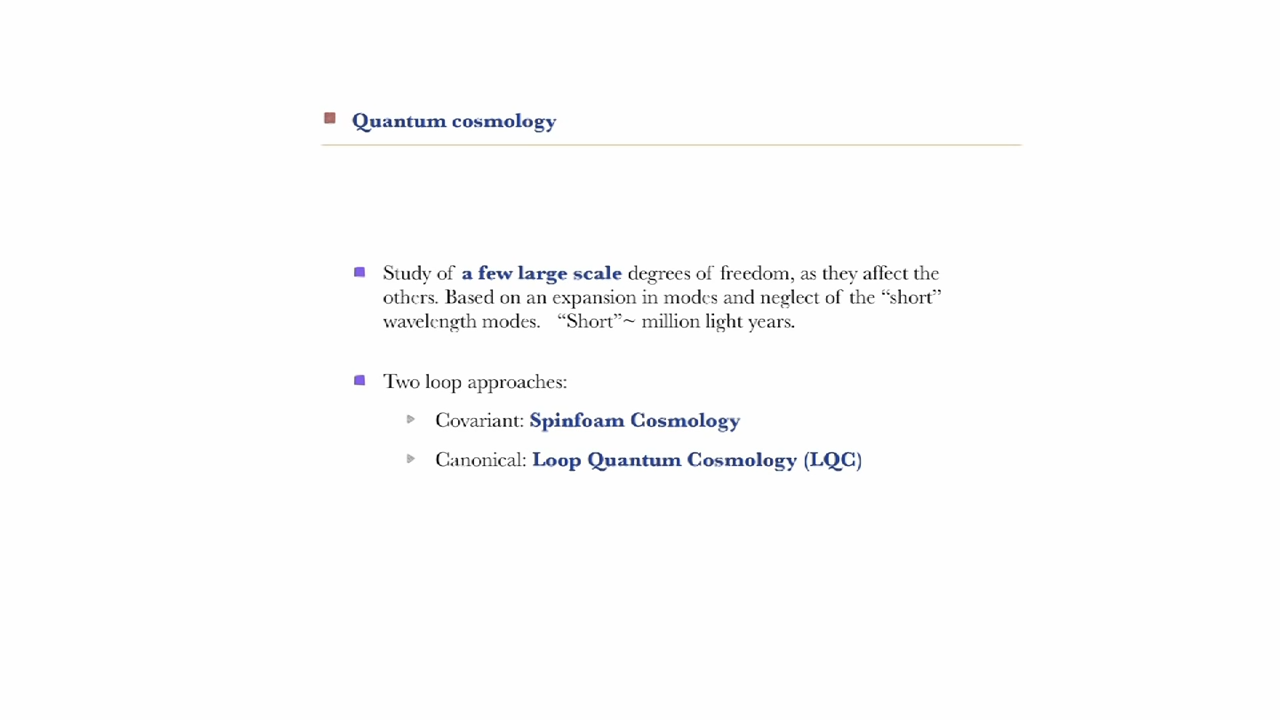 Quantum cosmology
Study of a few large scale degrees of freedom, as they affect the
others. Based on an expansion in modes and neglect of the “short”
wavelength modes. “Short”~ million light years.
Two loop approaches:
Covariant: Spinfoam Cosmology
Canonical: Loop Quantum Cosmology (LQC)